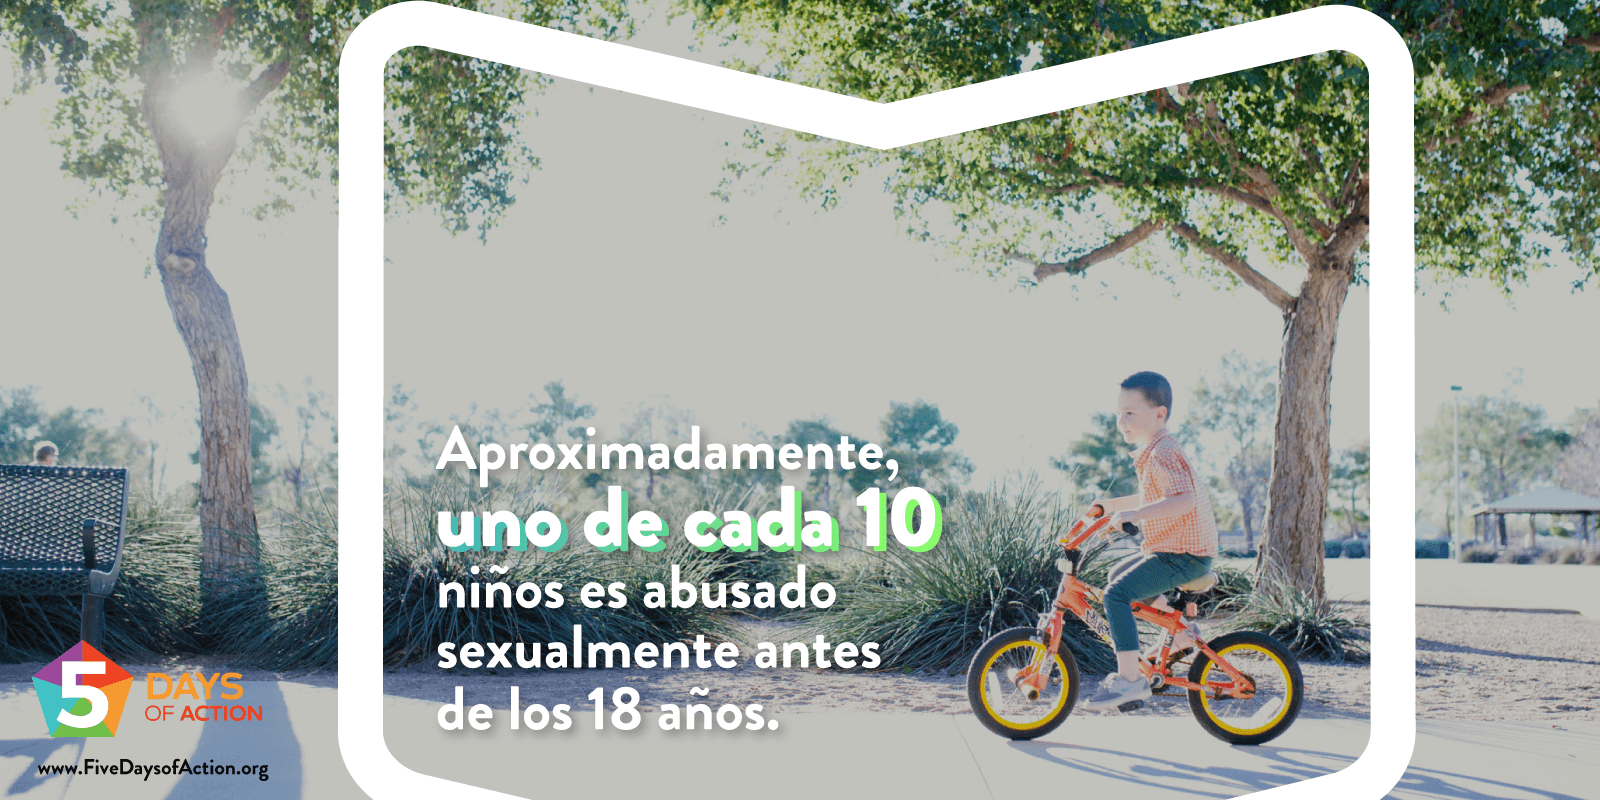 Aproximadamente,
uno de cada 10
niños es abusado
sexualmente antes
de los 18 años.
5 DAYS
OF ACTION
www.FiveDaysofAction.org